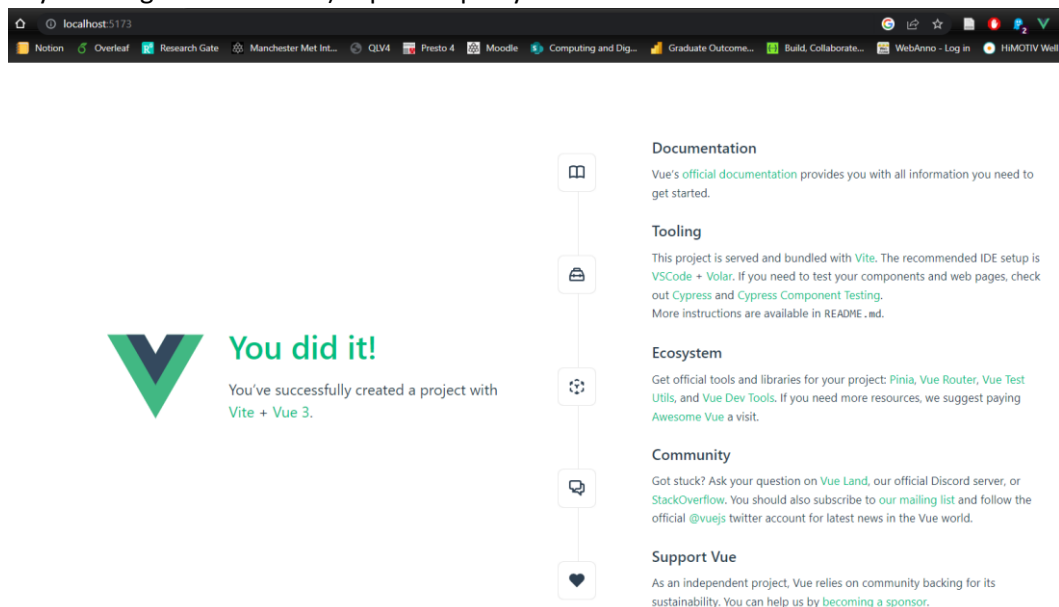 localhost:5173
Notion Overleaf Research Gate Manchester Met Int... QLV4 Presto 4 Moodle Computing and Dig... Graduate Outcome... Build, Collaborate... WebAnno - Log in HiMOTIV Well
You did it!
You've successfully created a project with
Vite + Vue 3.
Documentation
Vue's official documentation provides you with all information you need to
get started.
Tooling
This project is served and bundled with Vite. The recommended IDE setup is
VSCode + Volar. If you need to test your components and web pages, check
out Cypress and Cypress Component Testing.
More instructions are available in README.md.
Ecosystem
Get official tools and libraries for your project: Pinia, Vue Router, Vue Test
Utils, and Vue Dev Tools. If you need more resources, we suggest paying
Awesome Vue a visit.
Community
Got stuck? Ask your question on Vue Land, our official Discord server, or
StackOverflow. You should also subscribe to our mailing list and follow the
official @vuejs twitter account for latest news in the Vue world.
Support Vue
As an independent project, Vue relies on community backing for its
sustainability. You can help us by becoming a sponsor.